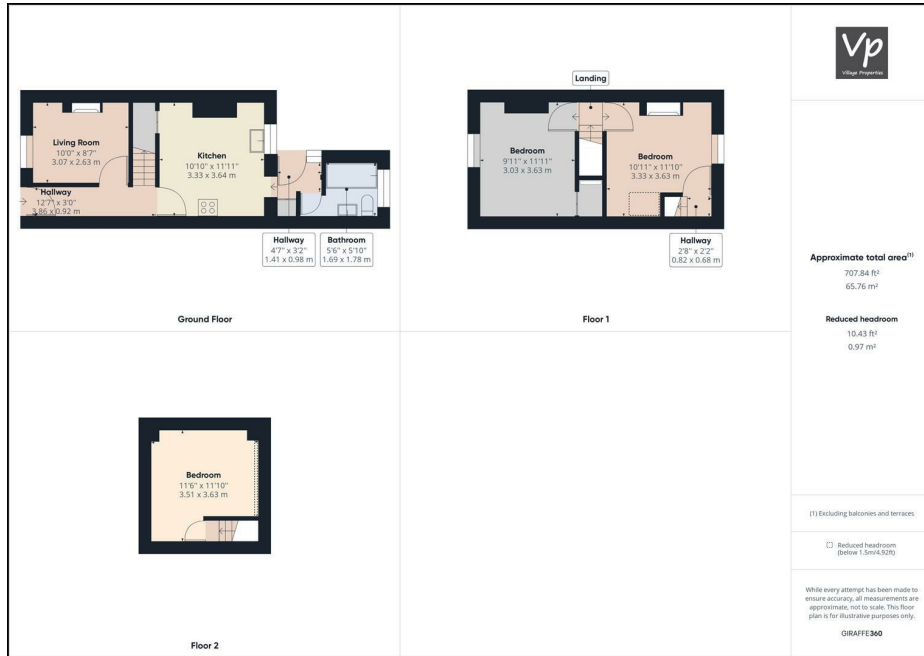 Living Room
10'0" x 8'7"
3.07 x 2.63 m
Kitchen
10'10" x 11'11"
3.33 x 3.64 m
Hallway
12'7" x 3'0"
3.86 x 0.92 m
Hallway
4'7" x 3'2"
1.41 x 0.98 m
Bathroom
5'6" x 5'10"
1.69 x 1.78 m
Ground Floor
Landing
Bedroom
9'11" x 11'11"
3.03 x 3.63 m
Bedroom
10'11" x 11'10"
3.33 x 3.63 m
Hallway
2'8" x 2'2"
0.82 x 0.68 m
Floor 1
Bedroom
11'6" x 11'10"
3.51 x 3.63 m
Floor 2
Vp
Village Properties
Approximate total area(1)
707.84 ft²
65.76 m²
Reduced headroom
10.43 ft²
0.97 m²
(1) Excluding balconies and terraces
Reduced headroom
(below 1.5m/4.92ft)
While every attempt has been made to
ensure accuracy, all measurements are
approximate, not to scale. This floor
plan is for illustrative purposes only.
GIRAFFE360